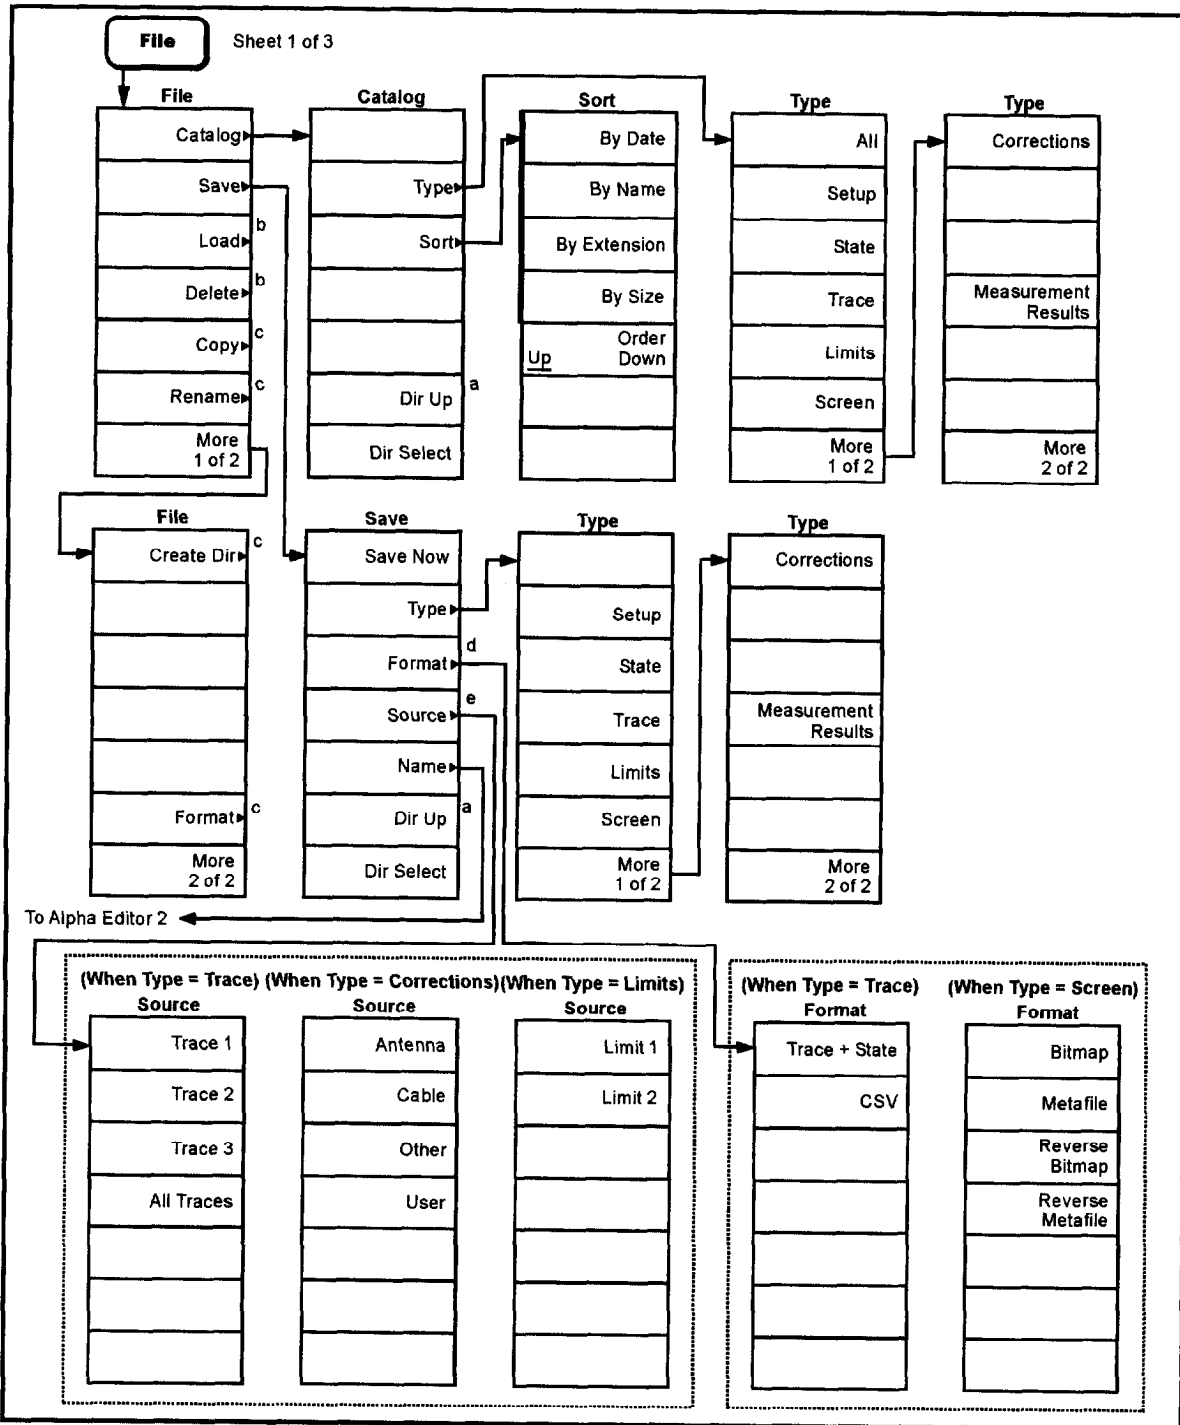 File
Sheet 1 of 3
File
Catalog
Save
b
Load
b
Delete
c
Copy
c
Rename
More
1 of 2
Catalog
Type
Sort
a
Dir Up
Dir Select
Sort
By Date
By Name
By Extension
By Size
Order
Up Down
Type
All
Setup
State
Trace
Limits
Screen
More
1 of 2
Type
Corrections
Measurement
Results
More
2 of 2
File
c
Create Dir
c
Format
More
2 of 2
Save
Save Now
Type
d
Format
e
Source
Name
a
Dir Up
Dir Select
Type
Setup
State
Trace
Limits
Screen
More
1 of 2
Type
Corrections
Measurement
Results
More
2 of 2
To Alpha Editor 2
(When Type = Trace)
Source
Trace 1
Trace 2
Trace 3
All Traces
(When Type = Corrections)
Source
Antenna
Cable
Other
User
(When Type = Limits)
Source
Limit 1
Limit 2
(When Type = Trace)
Format
Trace + State
CSV
(When Type = Screen)
Format
Bitmap
Metafile
Reverse
Bitmap
Reverse
Metafile